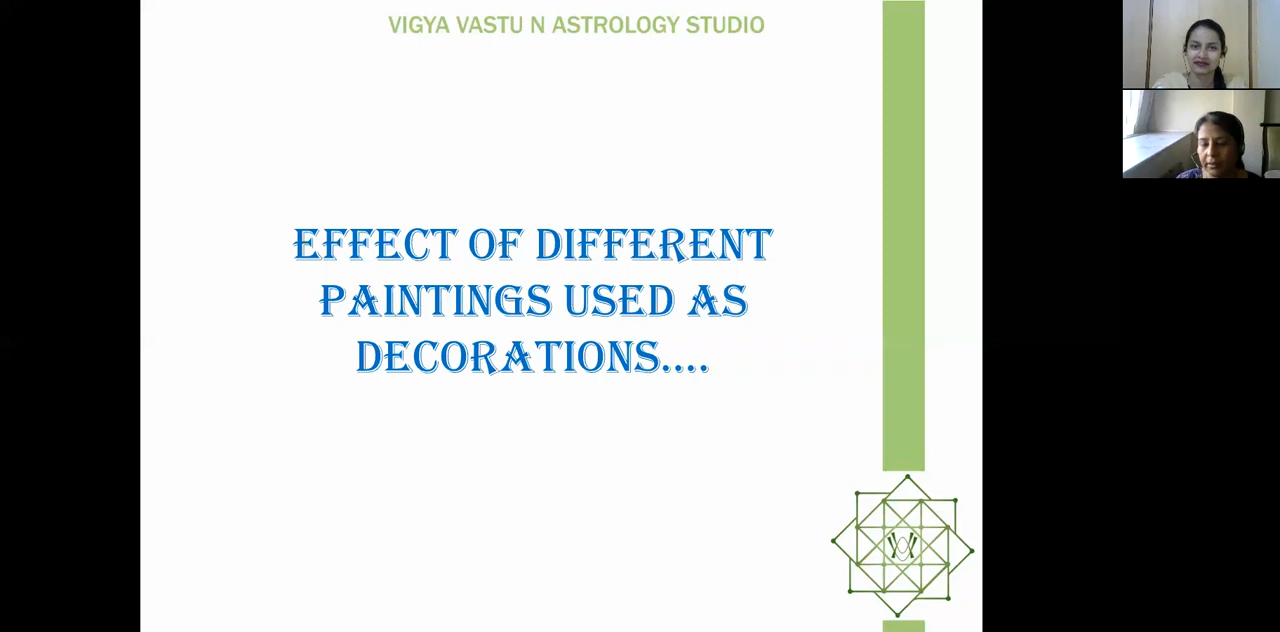 VIGYA VASTU N ASTROLOGY STUDIO
EFFECT OF DIFFERENT
PAINTINGS USED AS
DECORATIONS....